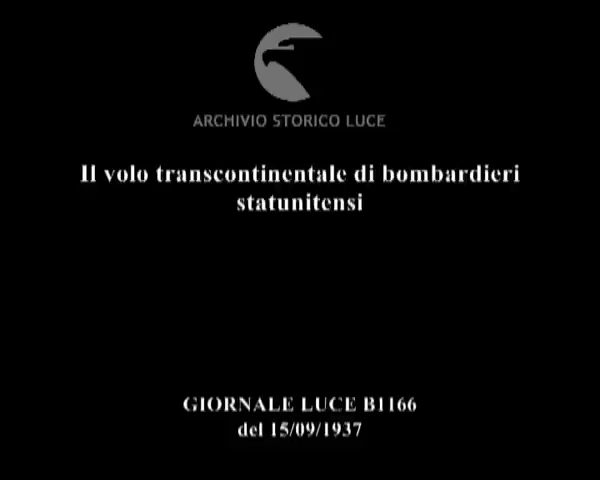 ARCHIVIO STORICO LUCE
Il volo transcontinentale di bombardieri
statunitensi
GIORNALE LUCE B1166
del 15/09/1937